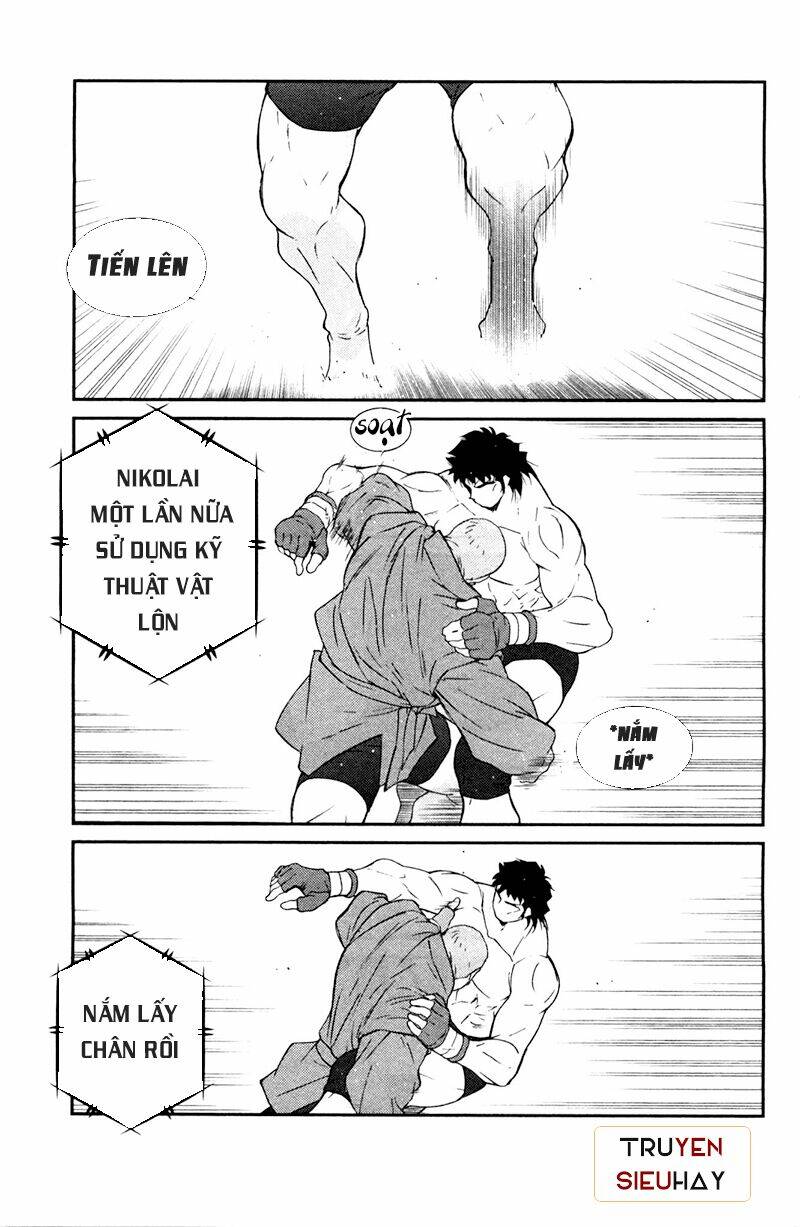 TIẾN LÊN
soạt
NIKOLAI
MỘT LẦN NỮA
SỬ DỤNG KỸ
THUẬT VẬT
LỘN
*NẮM
LẤY*
NẮM LẤY
CHÂN RỒI
TRUYEN
SIEUHAY